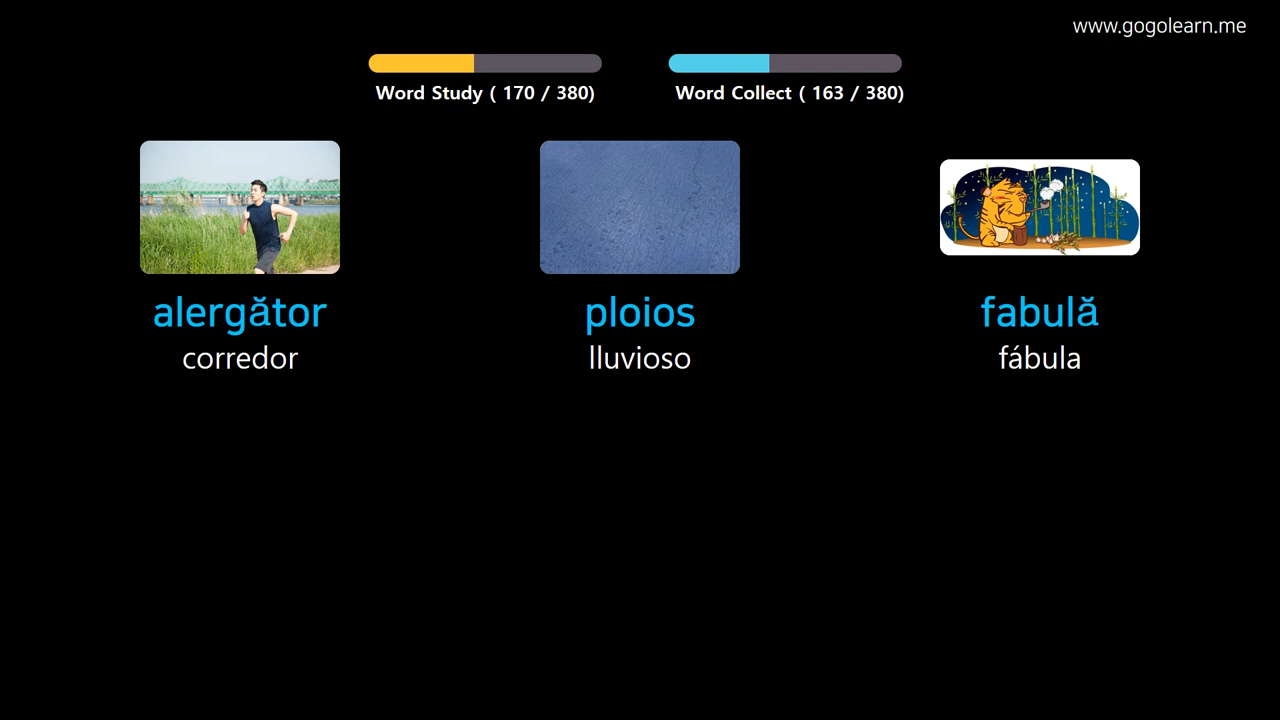 www.gogolearn.me
Word Study ( 170 / 380)
Word Collect ( 163 / 380)
alergător
ploios
fabulă
corredor
lluvioso
fábula